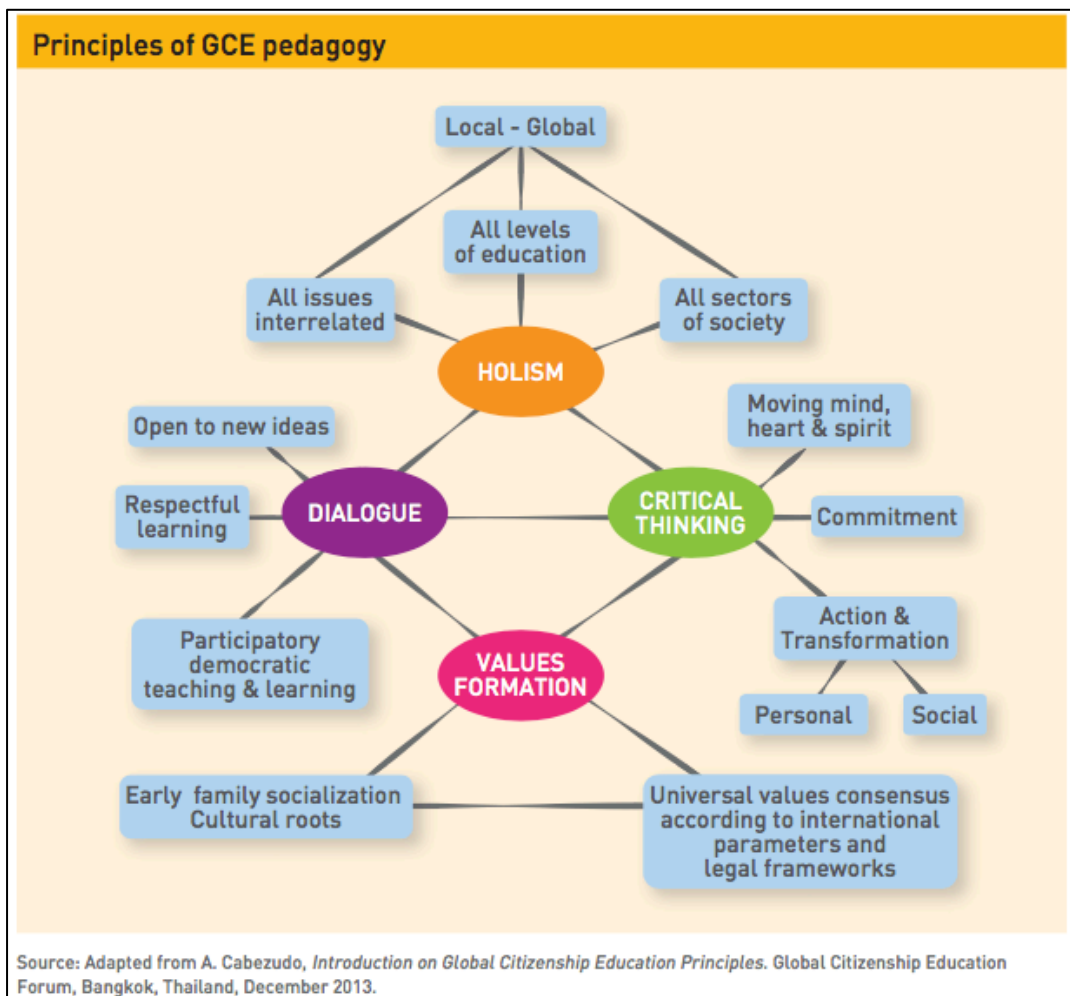 Principles of GCE pedagogy
Local - Global
All levels
of education
All issues
interrelated
All sectors
of society
HOLISM
Open to new ideas
Moving mind,
heart & spirit
Respectful
learning
DIALOGUE
CRITICAL
THINKING
Commitment
Participatory
democratic
teaching & learning
Action &
Transformation
VALUES
FORMATION
Personal
Social
Early family socialization
Cultural roots
Universal values consensus
according to international
parameters and
legal frameworks
Source: Adapted from A. Cabezudo, Introduction on Global Citizenship Education Principles. Global Citizenship Education
Forum, Bangkok, Thailand, December 2013.